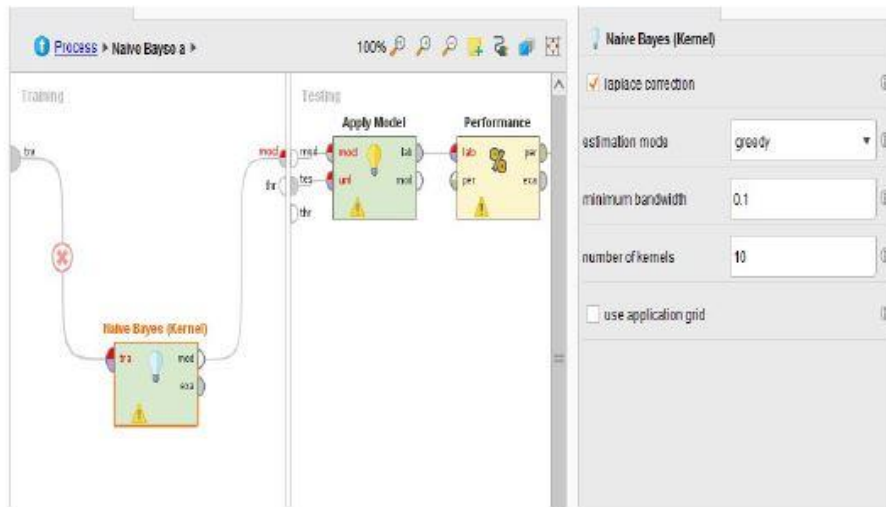 Process ▸ Naive Bayso a ▸
100%
Training
Testing
tra
mod
thr
mod
tes
thr
Apply Model
mod
unl
lab
mod
Performance
lab
per
per
exa
Naive Bayes (Kernel)
tra
mod
exa
Naive Bayes (Kernel)
laplace correction
estimation mode
greedy
minimum bandwidth
0.1
number of kernels
10
use application grid